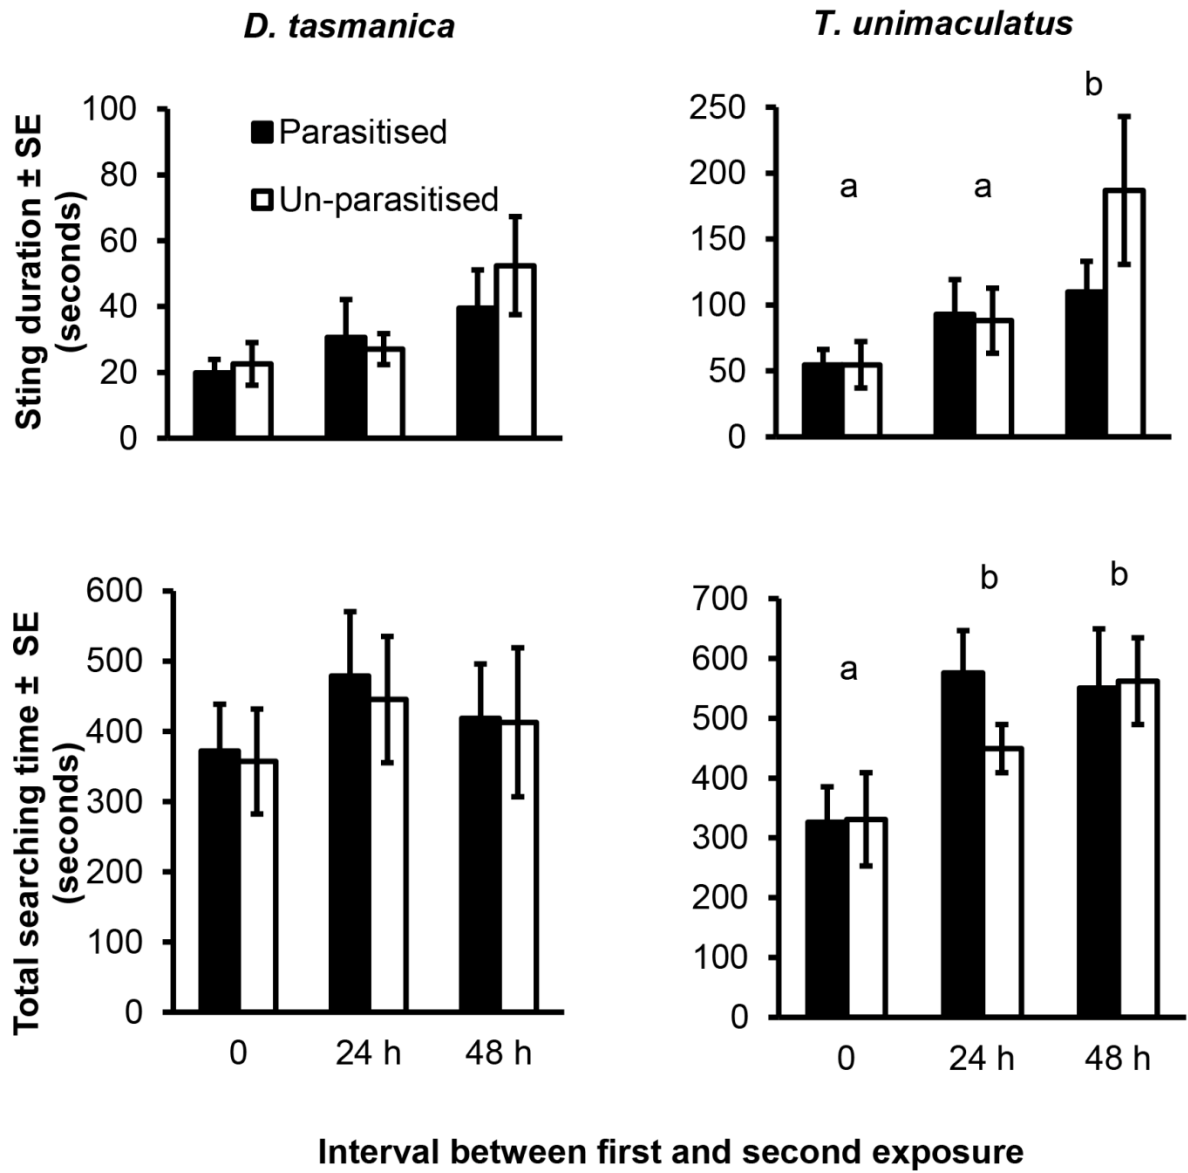 D. tasmanica
T. unimaculatus
Sting duration ± SE
(seconds)
100
80
60
40
20
0
Parasitised
Un-parasitised
250
200
150
100
50
0
a
a
b
Total searching time ± SE
(seconds)
600
500
400
300
200
100
0
0
24 h
48 h
700
600
500
400
300
200
100
0
a
b
b
0
24 h
48 h
Interval between first and second exposure